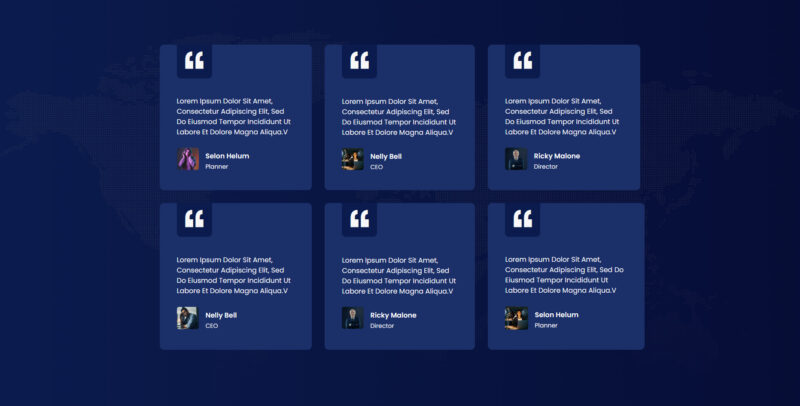 ❝
Lorem Ipsum Dolor Sit Amet,
Consectetur Adipiscing Elit, Sed
Do Eiusmod Tempor Incididunt Ut
Labore Et Dolore Magna Aliqua.V
Selon Helum
Planner
❝
Lorem Ipsum Dolor Sit Amet,
Consectetur Adipiscing Elit, Sed
Do Eiusmod Tempor Incididunt Ut
Labore Et Dolore Magna Aliqua.V
Nelly Bell
CEO
❝
Lorem Ipsum Dolor Sit Amet,
Consectetur Adipiscing Elit, Sed
Do Eiusmod Tempor Incididunt Ut
Labore Et Dolore Magna Aliqua.V
Ricky Malone
Director
❝
Lorem Ipsum Dolor Sit Amet,
Consectetur Adipiscing Elit, Sed
Do Eiusmod Tempor Incididunt Ut
Labore Et Dolore Magna Aliqua.V
Nelly Bell
CEO
❝
Lorem Ipsum Dolor Sit Amet,
Consectetur Adipiscing Elit, Sed
Do Eiusmod Tempor Incididunt Ut
Labore Et Dolore Magna Aliqua.V
Ricky Malone
Director
❝
Lorem Ipsum Dolor Sit Amet,
Consectetur Adipiscing Elit, Sed Do
Eiusmod Tempor Incididunt Ut
Labore Et Dolore Magna Aliqua.V
Selon Helum
Planner